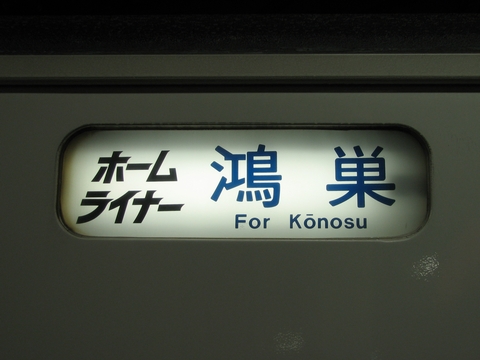 ホーム
ライナー
鴻巣
For Kōnosu